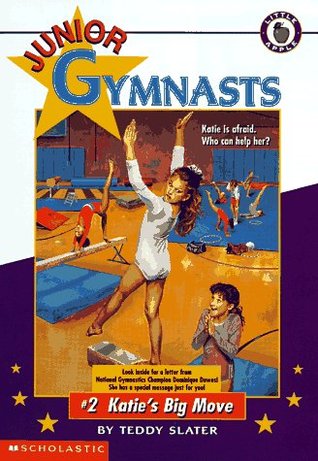 LITTLE
APPLE
JUNIOR
GYMNASTS
Katie is afraid.
Who can help her?
Look inside for a letter from
National Gymnastics Champion Dominique Dawes!
She has a special message just for you!
#2 Katie's Big Move
BY TEDDY SLATER
SCHOLASTIC